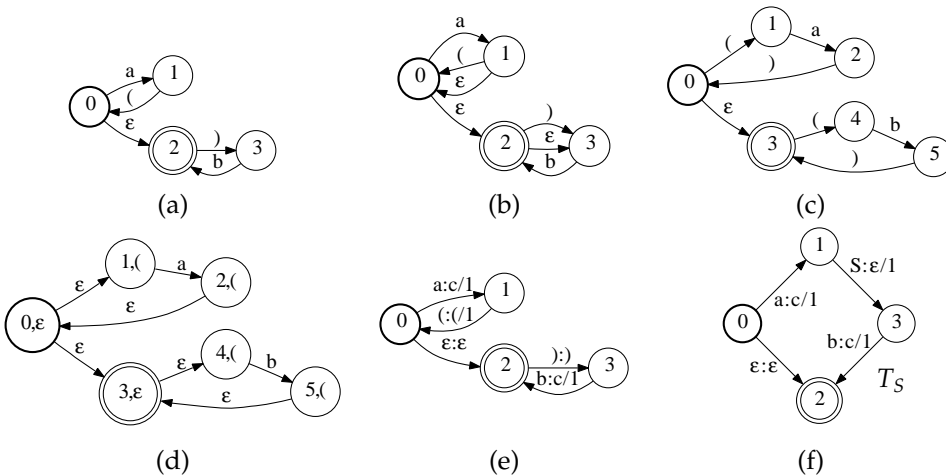 0
a
1
(
ε
2
)
3
b
(a)
0
a
1
(
ε
ε
2
)
ε
3
b
(b)
0
(
1
a
2
)
ε
3
(
4
b
5
)
(c)
0,ε
ε
1,(
a
2,(
ε
ε
3,ε
ε
4,(
b
5,(
ε
(d)
0
a:c/1
1
(:(/1
ε:ε
2
):)
3
b:c/1
(e)
0
a:c/1
1
S:ε/1
3
b:c/1
ε:ε
2
T_S
(f)